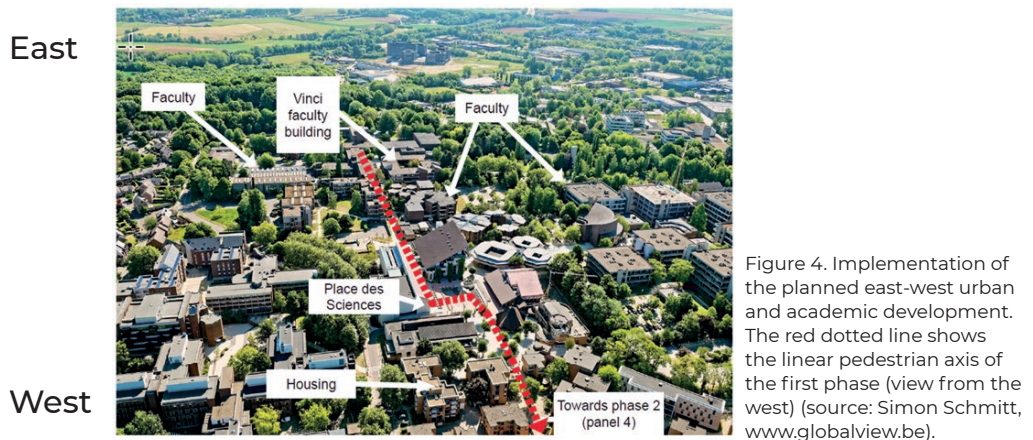 East
Faculty
Vinci
faculty
building
Faculty
Place des
Sciences
Housing
West
Towards phase 2
(panel 4)
Figure 4. Implementation of
the planned east-west urban
and academic development.
The red dotted line shows
the linear pedestrian axis of
the first phase (view from the
west) (source: Simon Schmitt,
www.globalview.be).